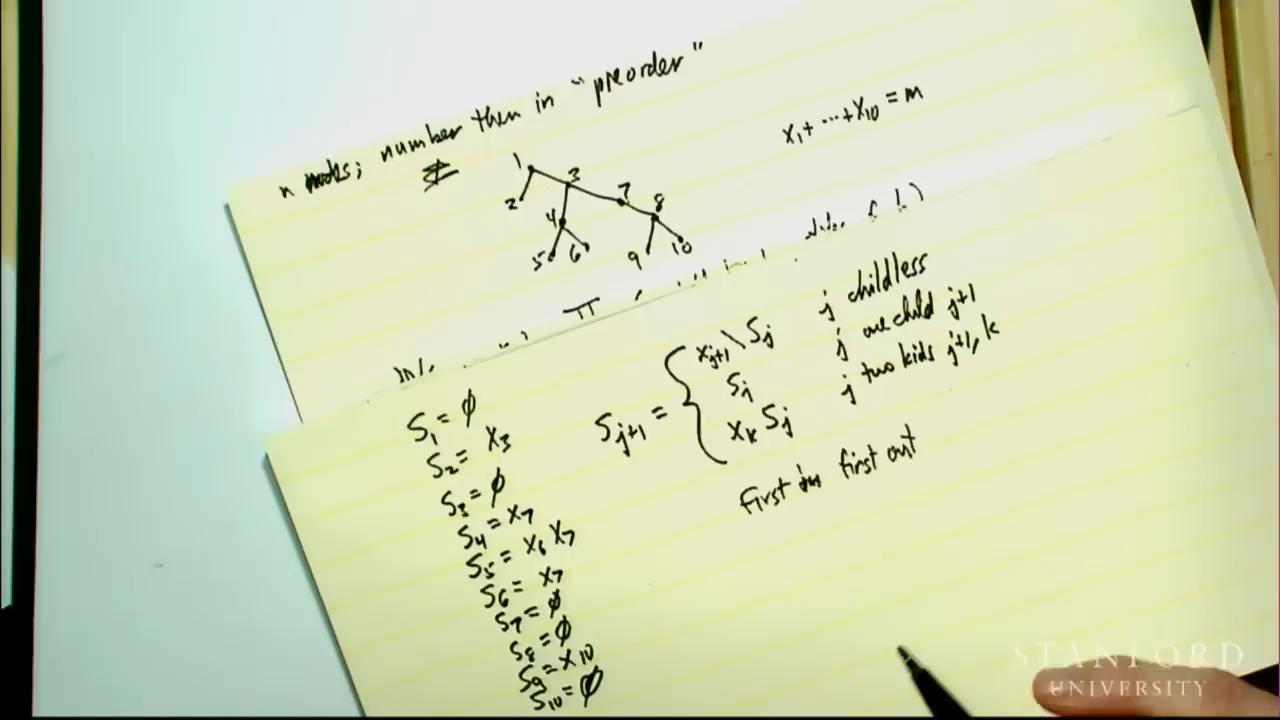 n nodes; number then in "preorder"
x₁ + ⋯ + x₁₀ = m
1
2
3
4
5
6
7
8
9
10
S₁ = ∅
S₂ = x₃
S₃ = ∅
S₄ = x₇
S₅ = x₆ x₇
S₆ = x₇
S₇ = ∅
S₈ = ∅
S₉ = x₁₀
S₁₀ = ∅
Sⱼ₊₁ = {
xⱼ₊₁ \ Sⱼ j childless
Sⱼ j one child j+1
xₖ Sⱼ j two kids j+1, k
first in first out
STANFORD
UNIVERSITY